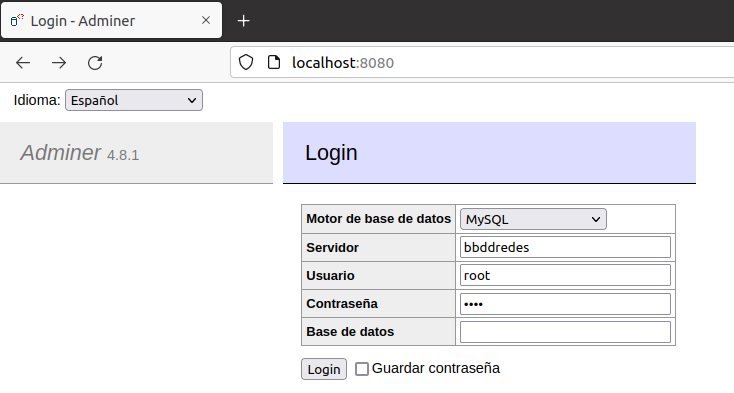 Login - Adminer
localhost:8080
Idioma: Español
Adminer 4.8.1
Login
Motor de base de datos MySQL
Servidor bbddredes
Usuario root
Contraseña ••••
Base de datos
Login Guardar contraseña